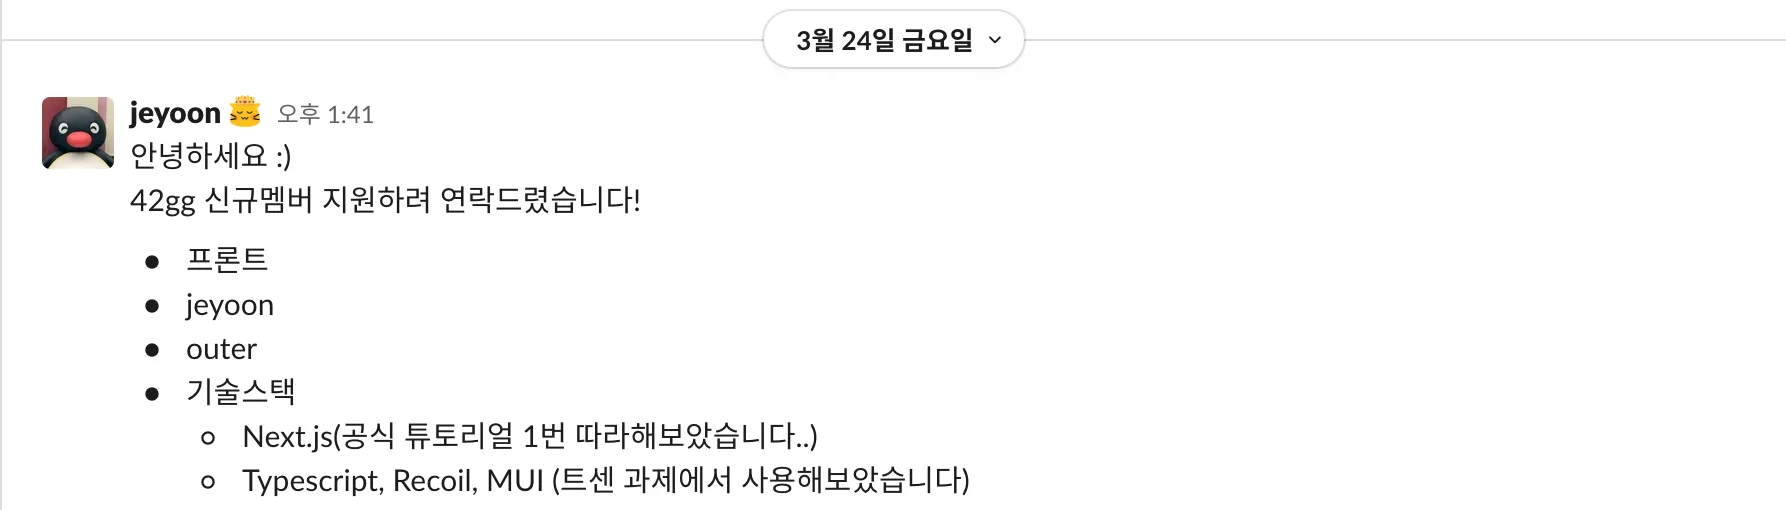 3월 24일 금요일
jeyoon 오후 1:41
안녕하세요 :)
42gg 신규멤버 지원하려 연락드렸습니다!
● 프론트
● jeyoon
● outer
● 기술스택
○ Next.js(공식 튜토리얼 1번 따라해보았습니다..)
○ Typescript, Recoil, MUI (트센 과제에서 사용해보았습니다)